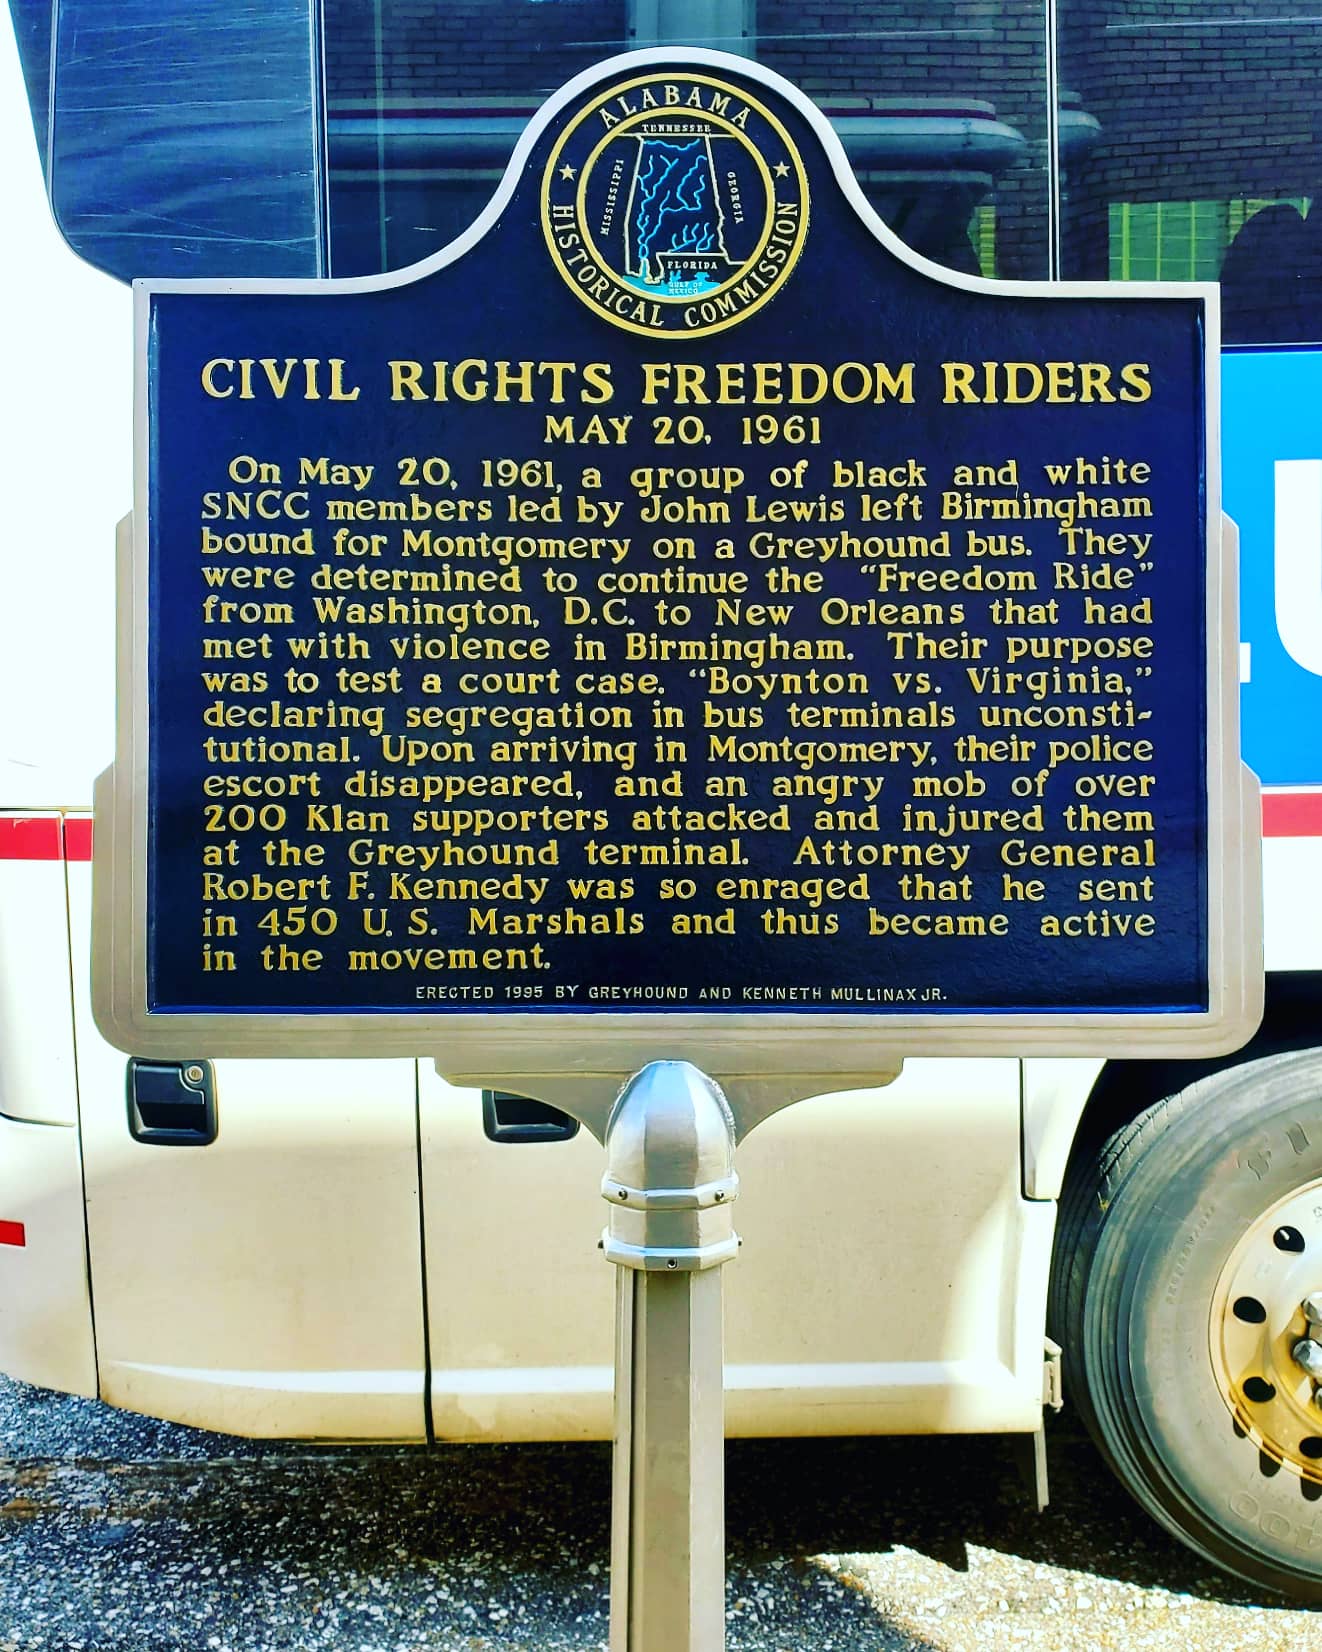 ALABAMA
HISTORICAL COMMISSION
TENNESSEE
MISSISSIPPI
GEORGIA
FLORIDA
GULF OF
MEXICO
CIVIL RIGHTS FREEDOM RIDERS
MAY 20, 1961
On May 20, 1961, a group of black and white
SNCC members led by John Lewis left Birmingham
bound for Montgomery on a Greyhound bus. They
were determined to continue the "Freedom Ride"
from Washington, D.C. to New Orleans that had
met with violence in Birmingham. Their purpose
was to test a court case. "Boynton vs. Virginia,"
declaring segregation in bus terminals unconsti-
tutional. Upon arriving in Montgomery, their police
escort disappeared, and an angry mob of over
200 Klan supporters attacked and injured them
at the Greyhound terminal. Attorney General
Robert F. Kennedy was so enraged that he sent
in 450 U. S. Marshals and thus became active
in the movement.
ERECTED 1995 BY GREYHOUND AND KENNETH MULLINAX JR.